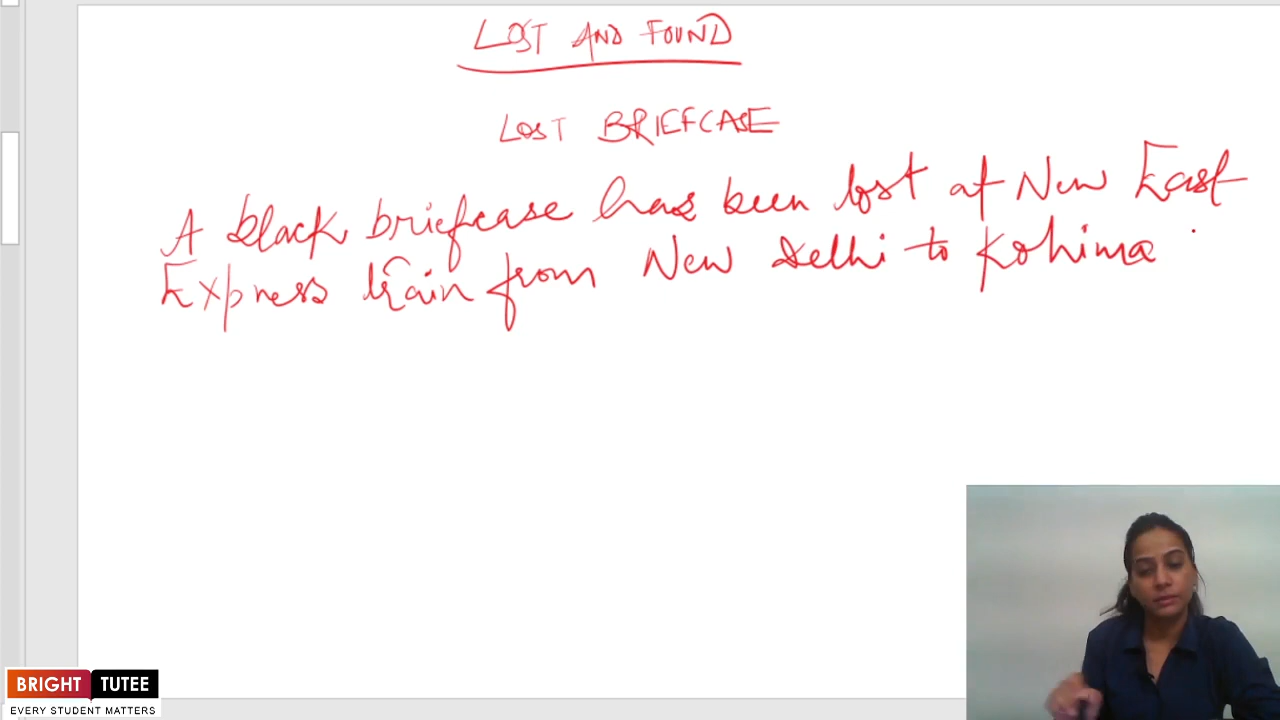 LOST AND FOUND
LOST BRIEFCASE
A black briefcase has been lost at New East
Express train from New Delhi to Kohima
BRIGHT TUTEE
EVERY STUDENT MATTERS